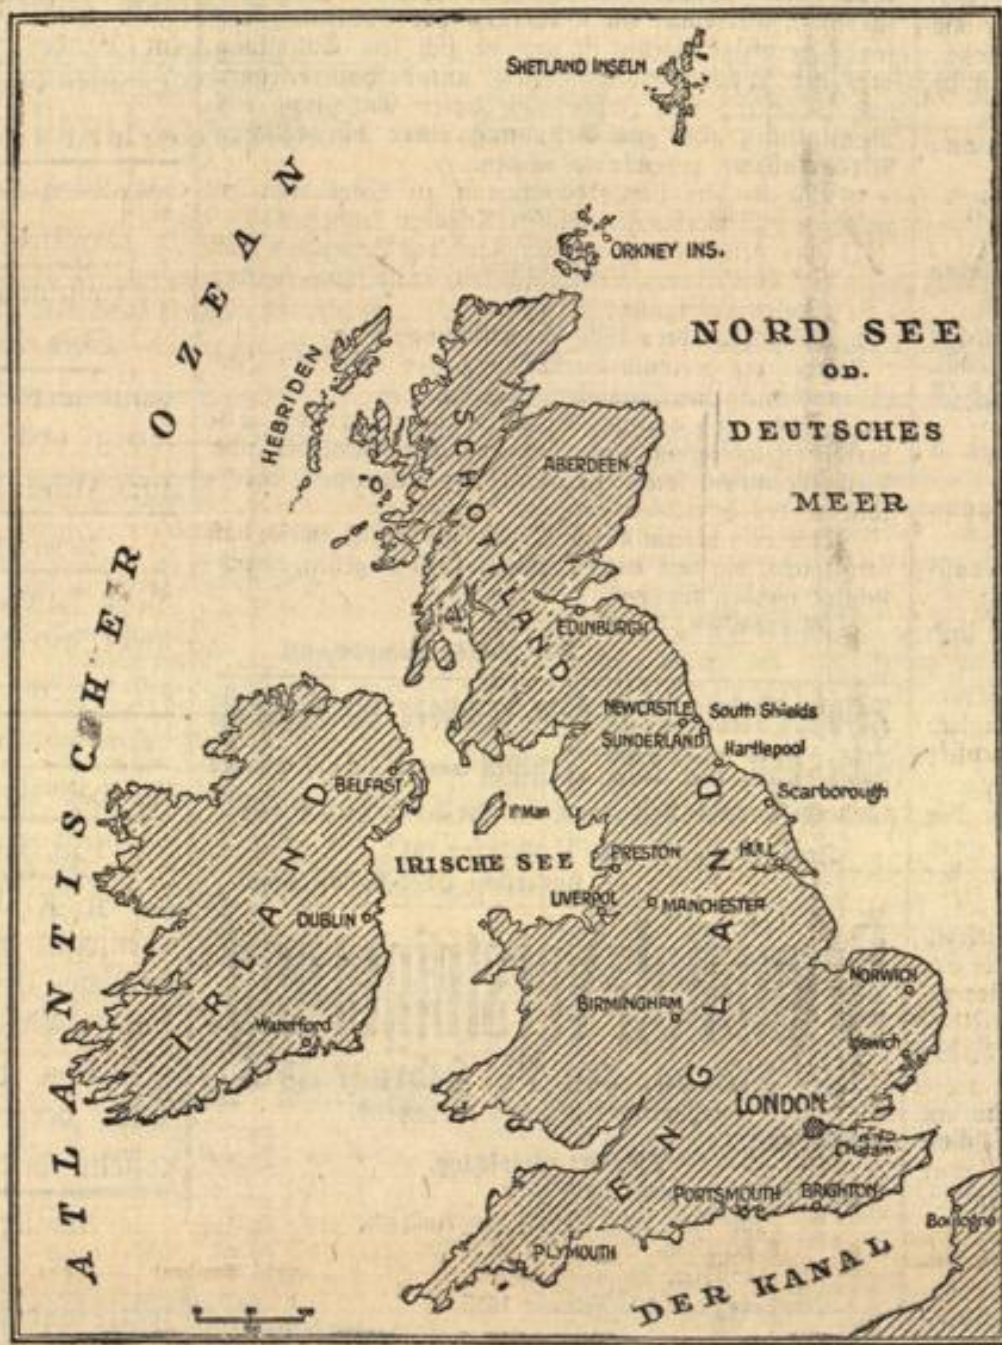 SHETLAND INSELN
ORKNEY INS.
ATLANTISCHER OZEAN
NORD SEE
OD.
DEUTSCHES
MEER
HEBRIDEN
SCHOTTLAND
ABERDEEN
EDINBURGH
NEWCASTLE
South Shields
SUNDERLAND
Hartlepool
Scarborough
BELFAST
I. Man
IRISCHE SEE
PRESTON
HULL
LIVERPOL
MANCHESTER
DUBLIN
IRLAND
ENGLAND
NORWICH
BIRMINGHAM
Waterford
Ipswich
LONDON
Chatam
PORTSMOUTH
BRIGHTON
Boulogne
PLYMOUTH
DER KANAL